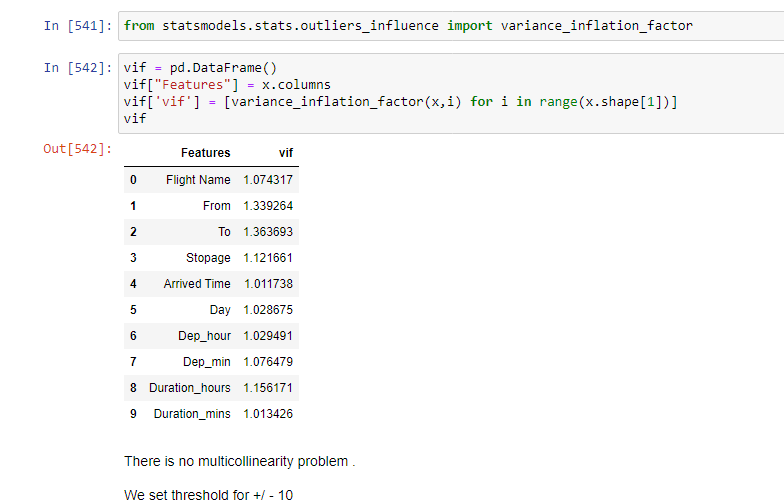 In [541]: from statsmodels.stats.outliers_influence import variance_inflation_factor
In [542]: vif = pd.DataFrame()
vif["Features"] = x.columns
vif['vif'] = [variance_inflation_factor(x,i) for i in range(x.shape[1])]
vif
Out[542]:
Features vif
0 Flight Name 1.074317
1 From 1.339264
2 To 1.363693
3 Stopage 1.121661
4 Arrived Time 1.011738
5 Day 1.028675
6 Dep_hour 1.029491
7 Dep_min 1.076479
8 Duration_hours 1.156171
9 Duration_mins 1.013426
There is no multicollinearity problem .
We set threshold for +/ - 10